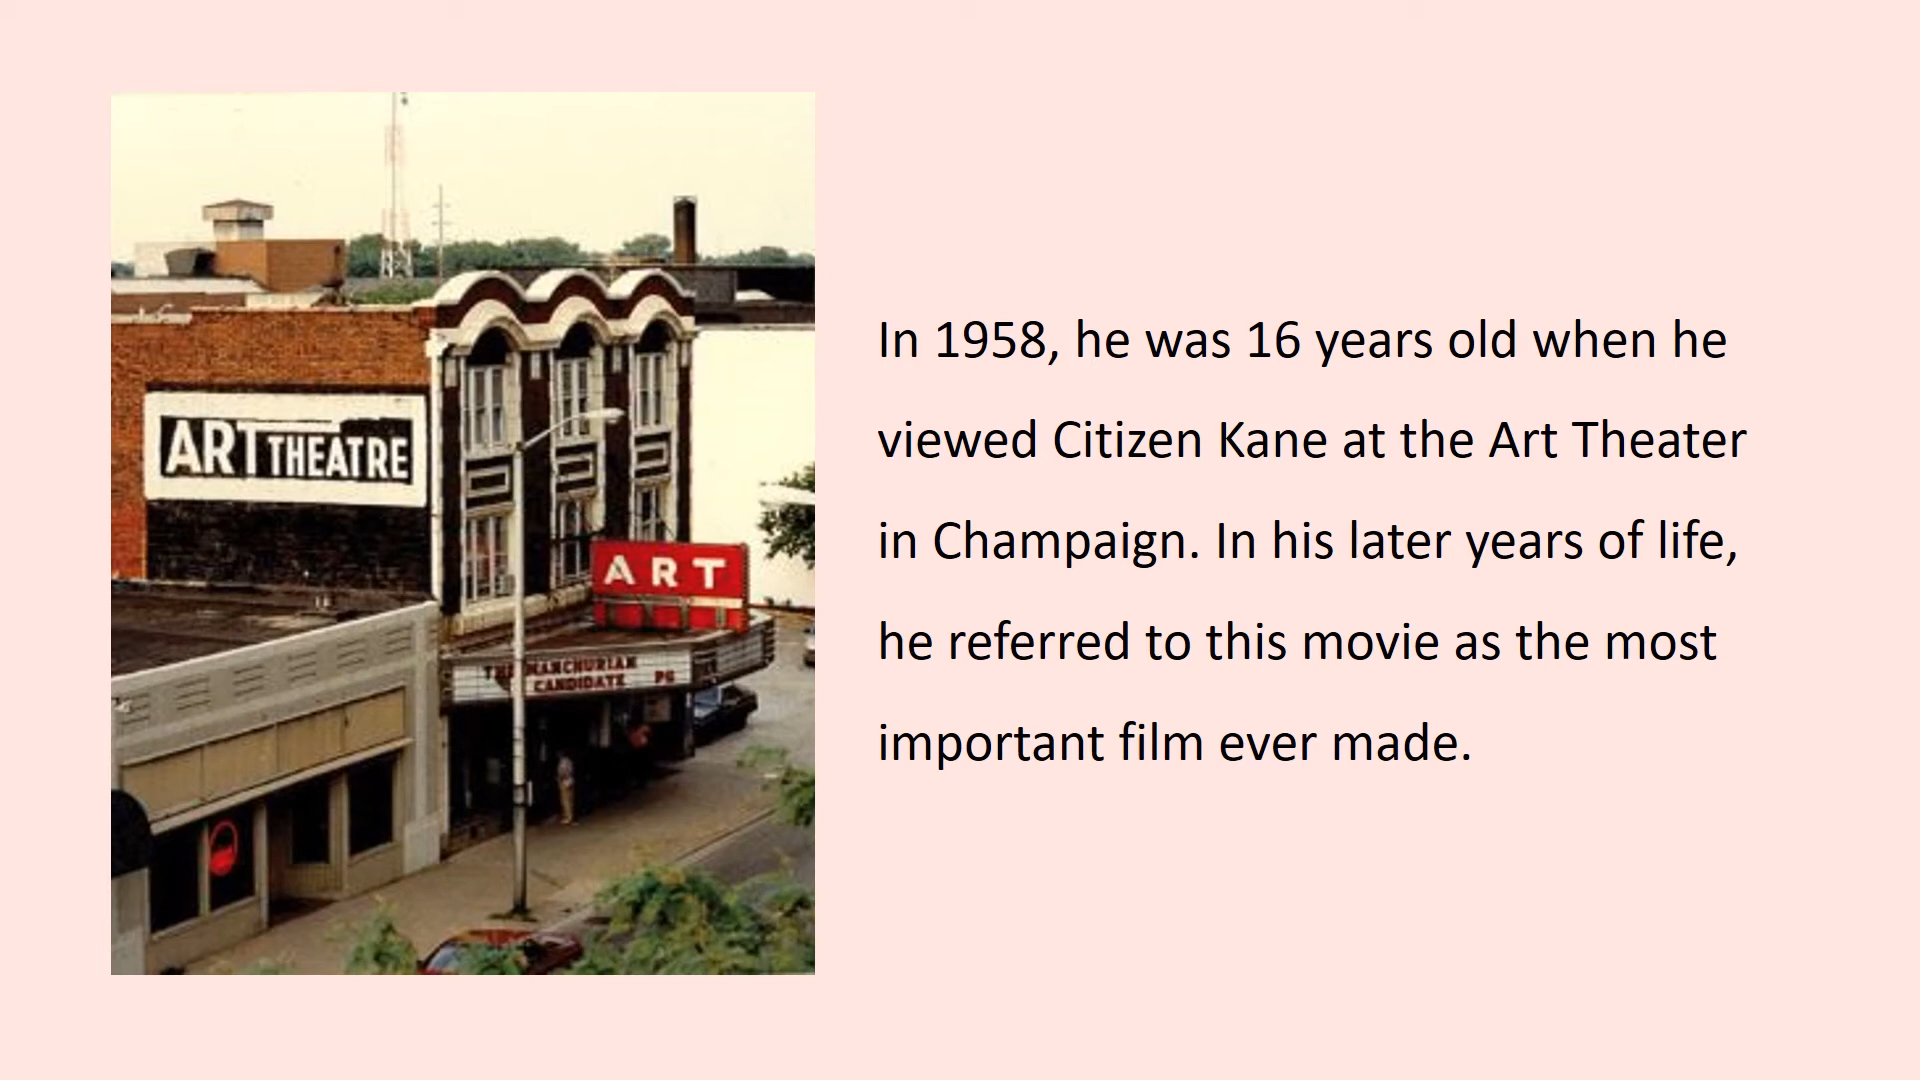 ART THEATRE
ART
THE MANCHURIAN
CANDIDATE PG
In 1958, he was 16 years old when he
viewed Citizen Kane at the Art Theater
in Champaign. In his later years of life,
he referred to this movie as the most
important film ever made.